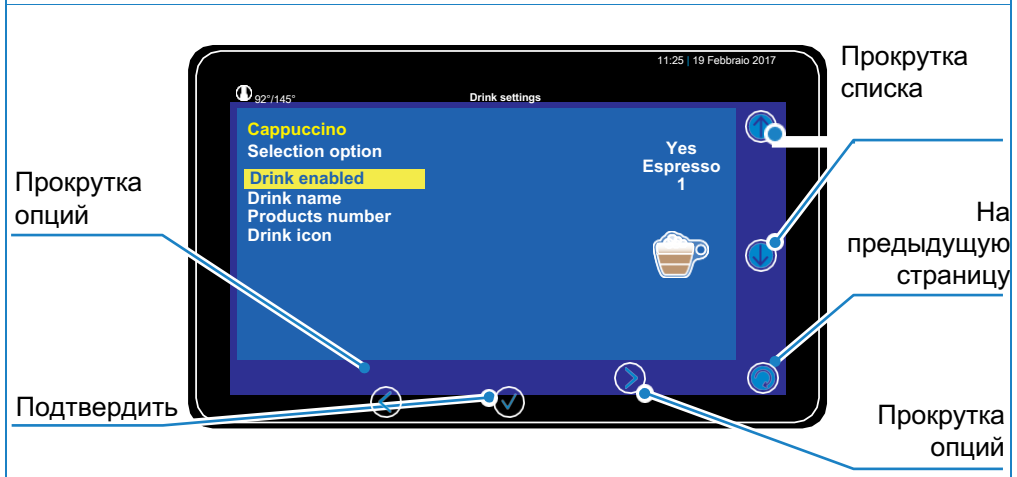 11:25 | 19 Febbraio 2017
92°/145°
Drink settings
Cappuccino
Selection option
Drink enabled
Drink name
Products number
Drink icon
Yes
Espresso
1
Прокрутка
опций
Подтвердить
Прокрутка
списка
На
предыдущую
страницу
Прокрутка
опций